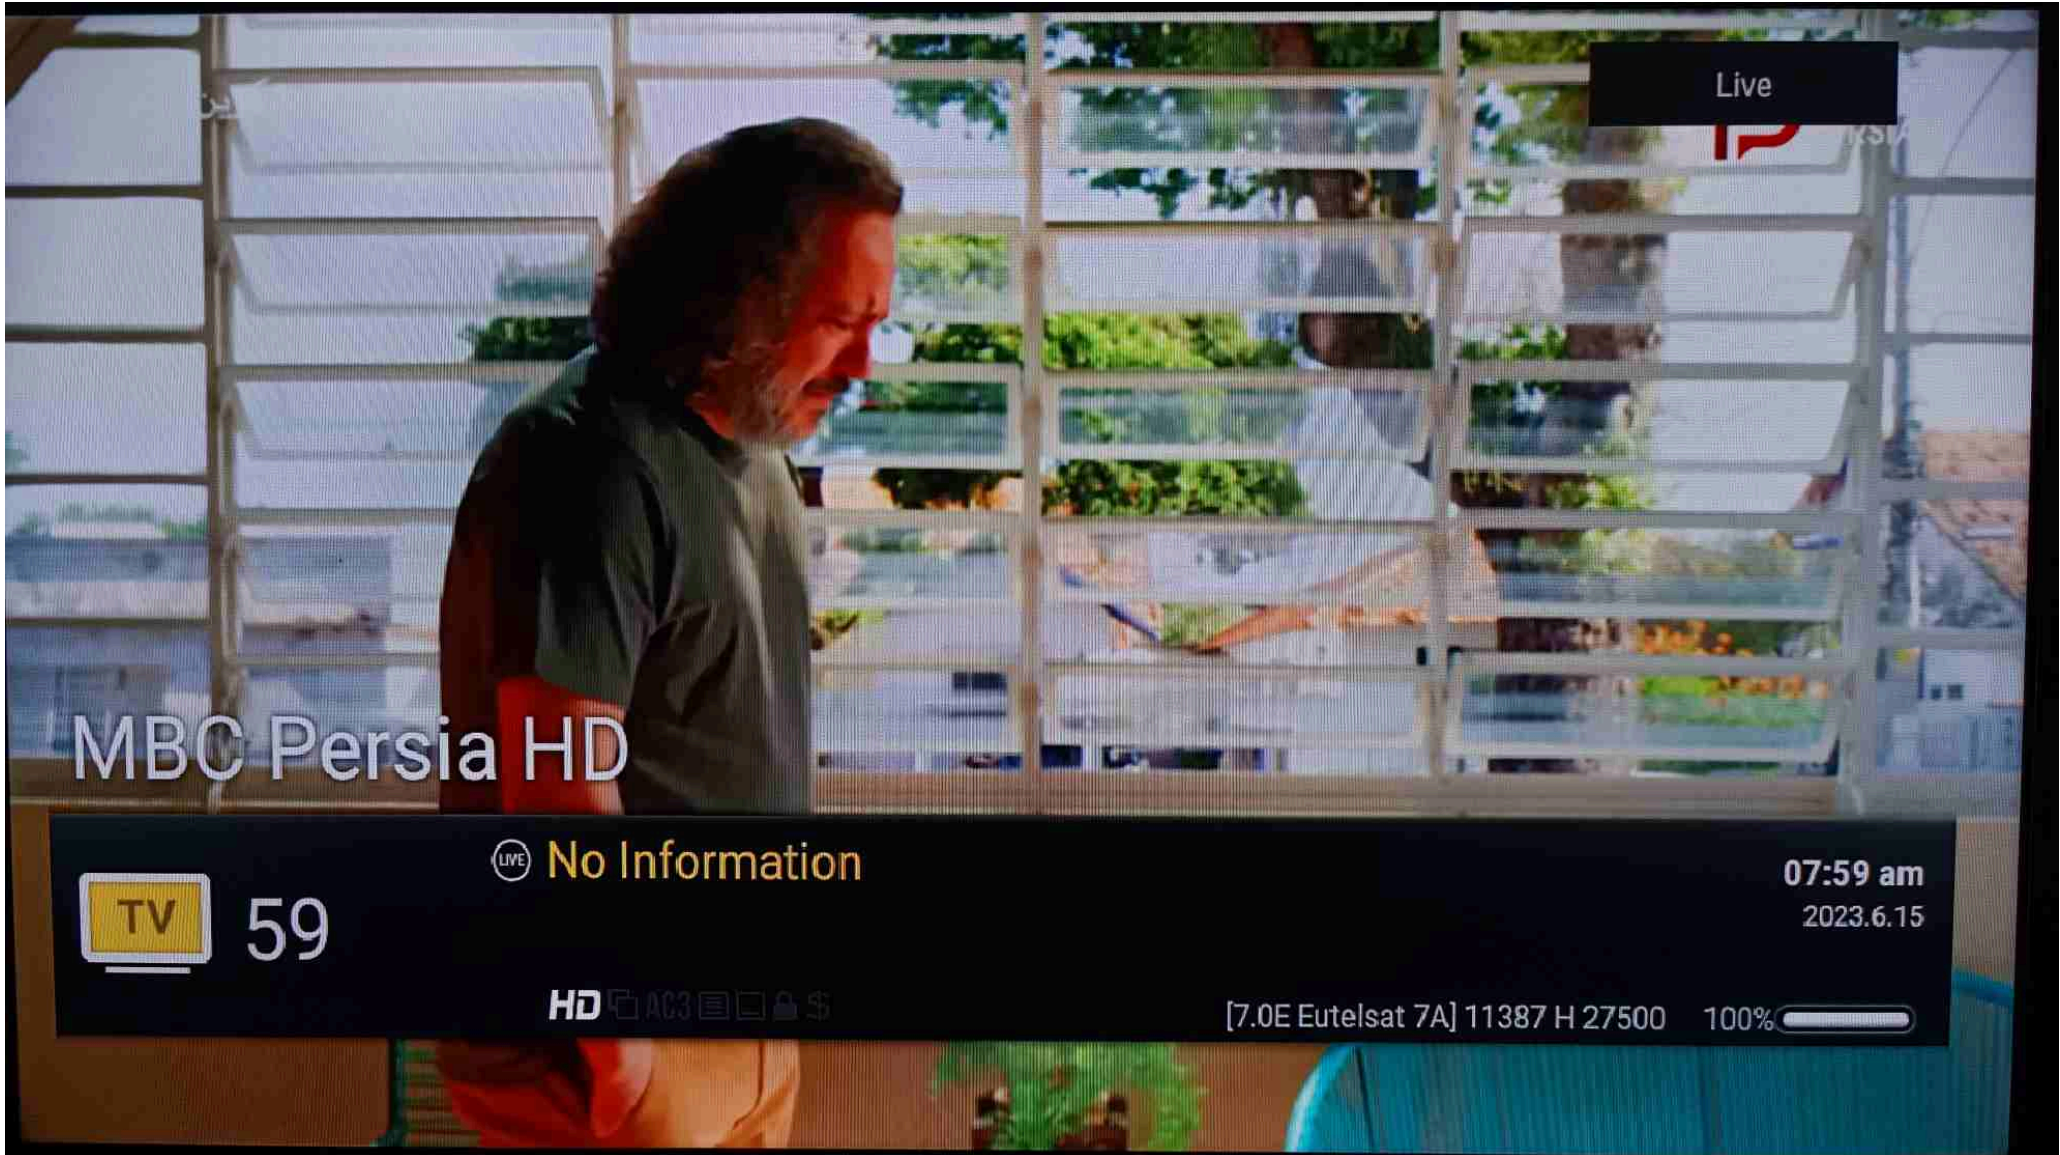 Live
MBC Persia HD
LIVE No Information
07:59 am
TV 59
2023.6.15
HD AC3 $
[7.0E Eutelsat 7A] 11387 H 27500 100%